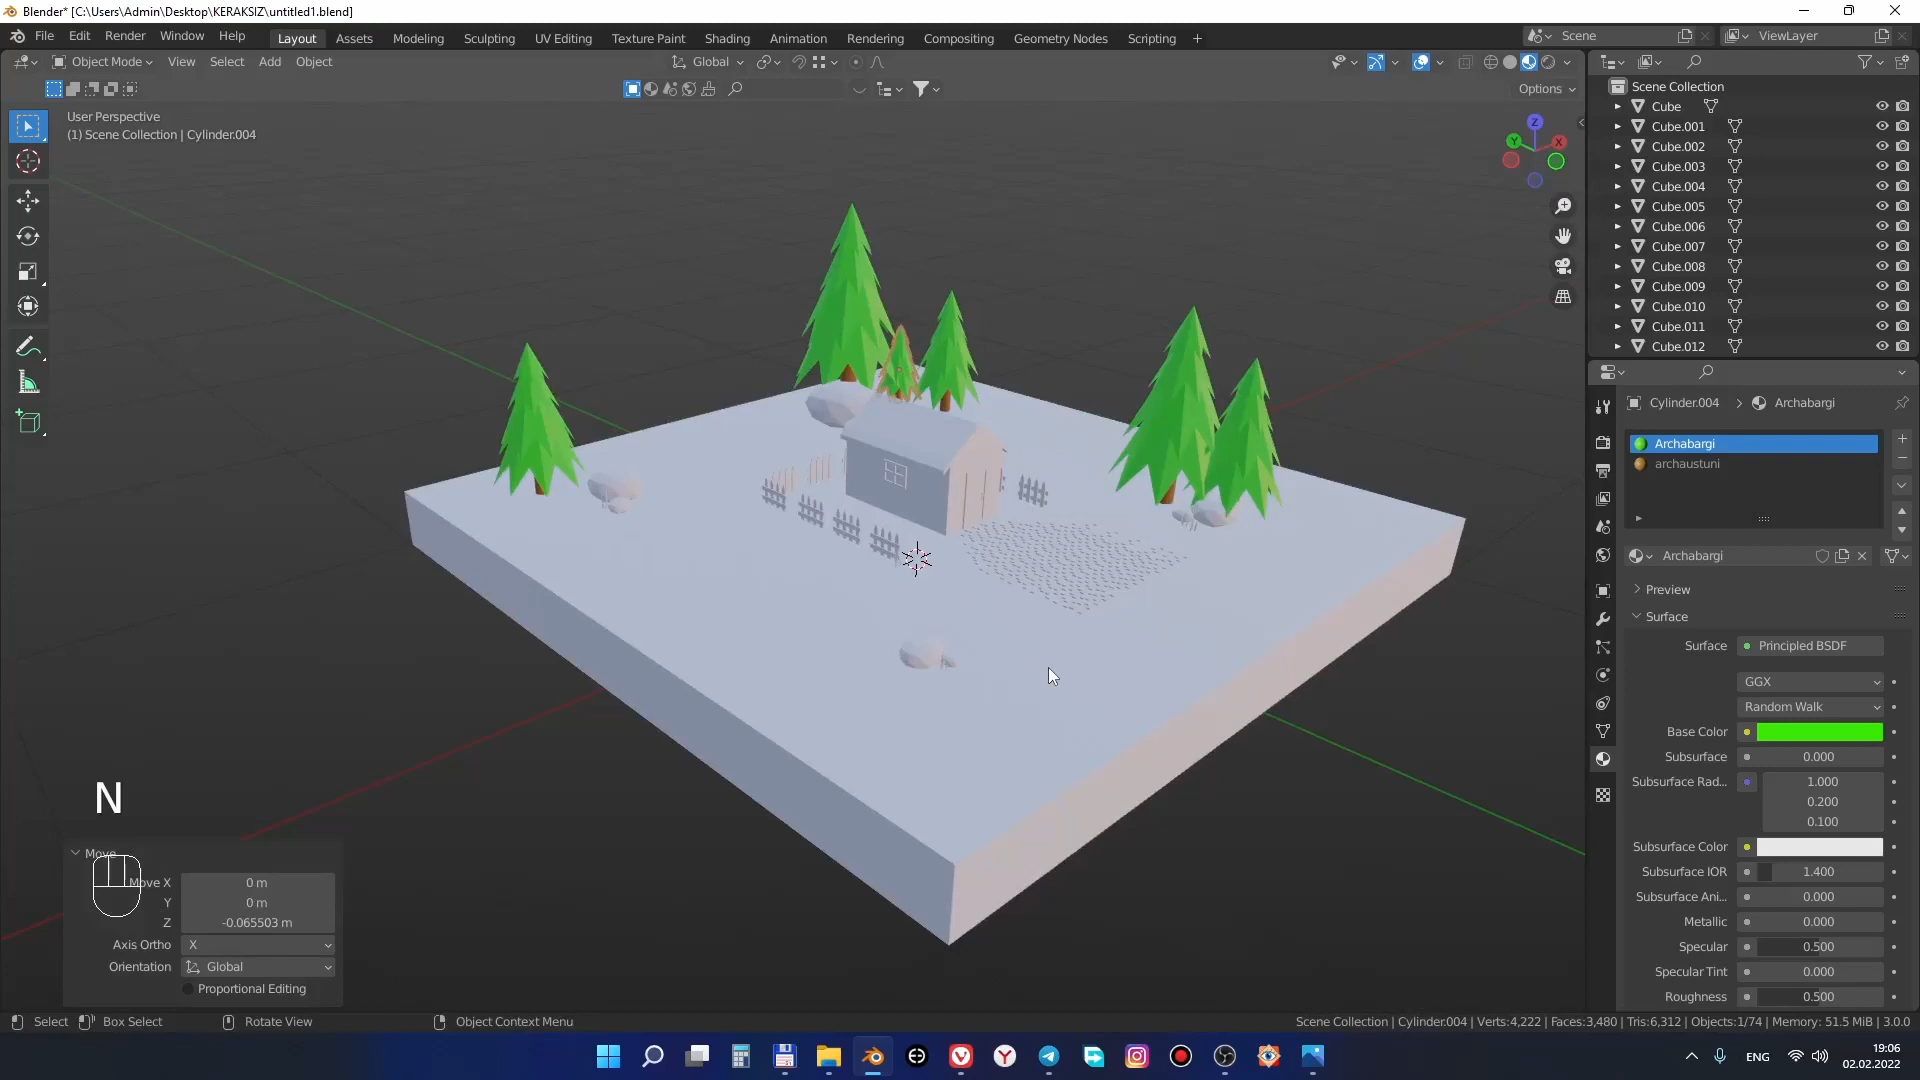 Blender* [C:\Users\Admin\Desktop\KERAKSIZ\untitled1.blend]
File Edit Render Window Help Layout Assets Modeling Sculpting UV Editing Texture Paint Shading Animation Rendering Compositing Geometry Nodes Scripting + Scene ViewLayer
Object Mode View Select Add Object Global
Options
User Perspective
(1) Scene Collection | Cylinder.004
Z
Y
X
Scene Collection
Cube
Cube.001
Cube.002
Cube.003
Cube.004
Cube.005
Cube.006
Cube.007
Cube.008
Cube.009
Cube.010
Cube.011
Cube.012
Cylinder.004 > Archabargi
Archabargi
archaustuni
Archabargi
Preview
Surface
Surface Principled BSDF
GGX
Random Walk
Base Color
Subsurface 0.000
Subsurface Rad... 1.000
0.200
0.100
Subsurface Color
Subsurface IOR 1.400
Subsurface Ani... 0.000
Metallic 0.000
Specular 0.500
Specular Tint 0.000
Roughness 0.500
N
Move
Move X 0 m
Y 0 m
Z -0.065503 m
Axis Ortho X
Orientation Global
Proportional Editing
Select Box Select Rotate View Object Context Menu
Scene Collection | Cylinder.004 | Verts:4,222 | Faces:3,480 | Tris:6,312 | Objects:1/74 | Memory: 51.5 MiB | 3.0.0
ENG
19:06
02.02.2022